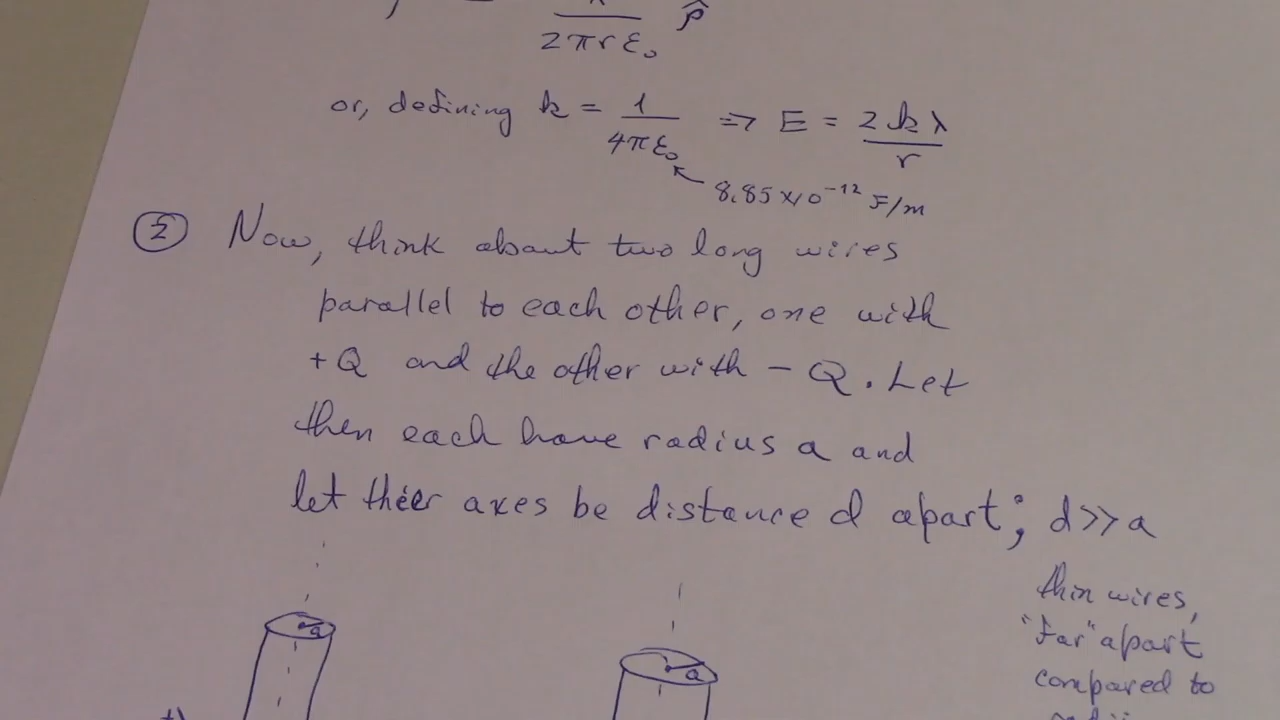 2πrε₀ ρ̂
or, defining k = 1/4πε₀ ⇒ E = 2kλ/r
8.85×10⁻¹² F/m
② Now, think about two long wires
parallel to each other, one with
+Q and the other with -Q. Let
then each have radius a and
let their axes be distance d apart; d>>a
thin wires,
"far" apart
compared to
a
a